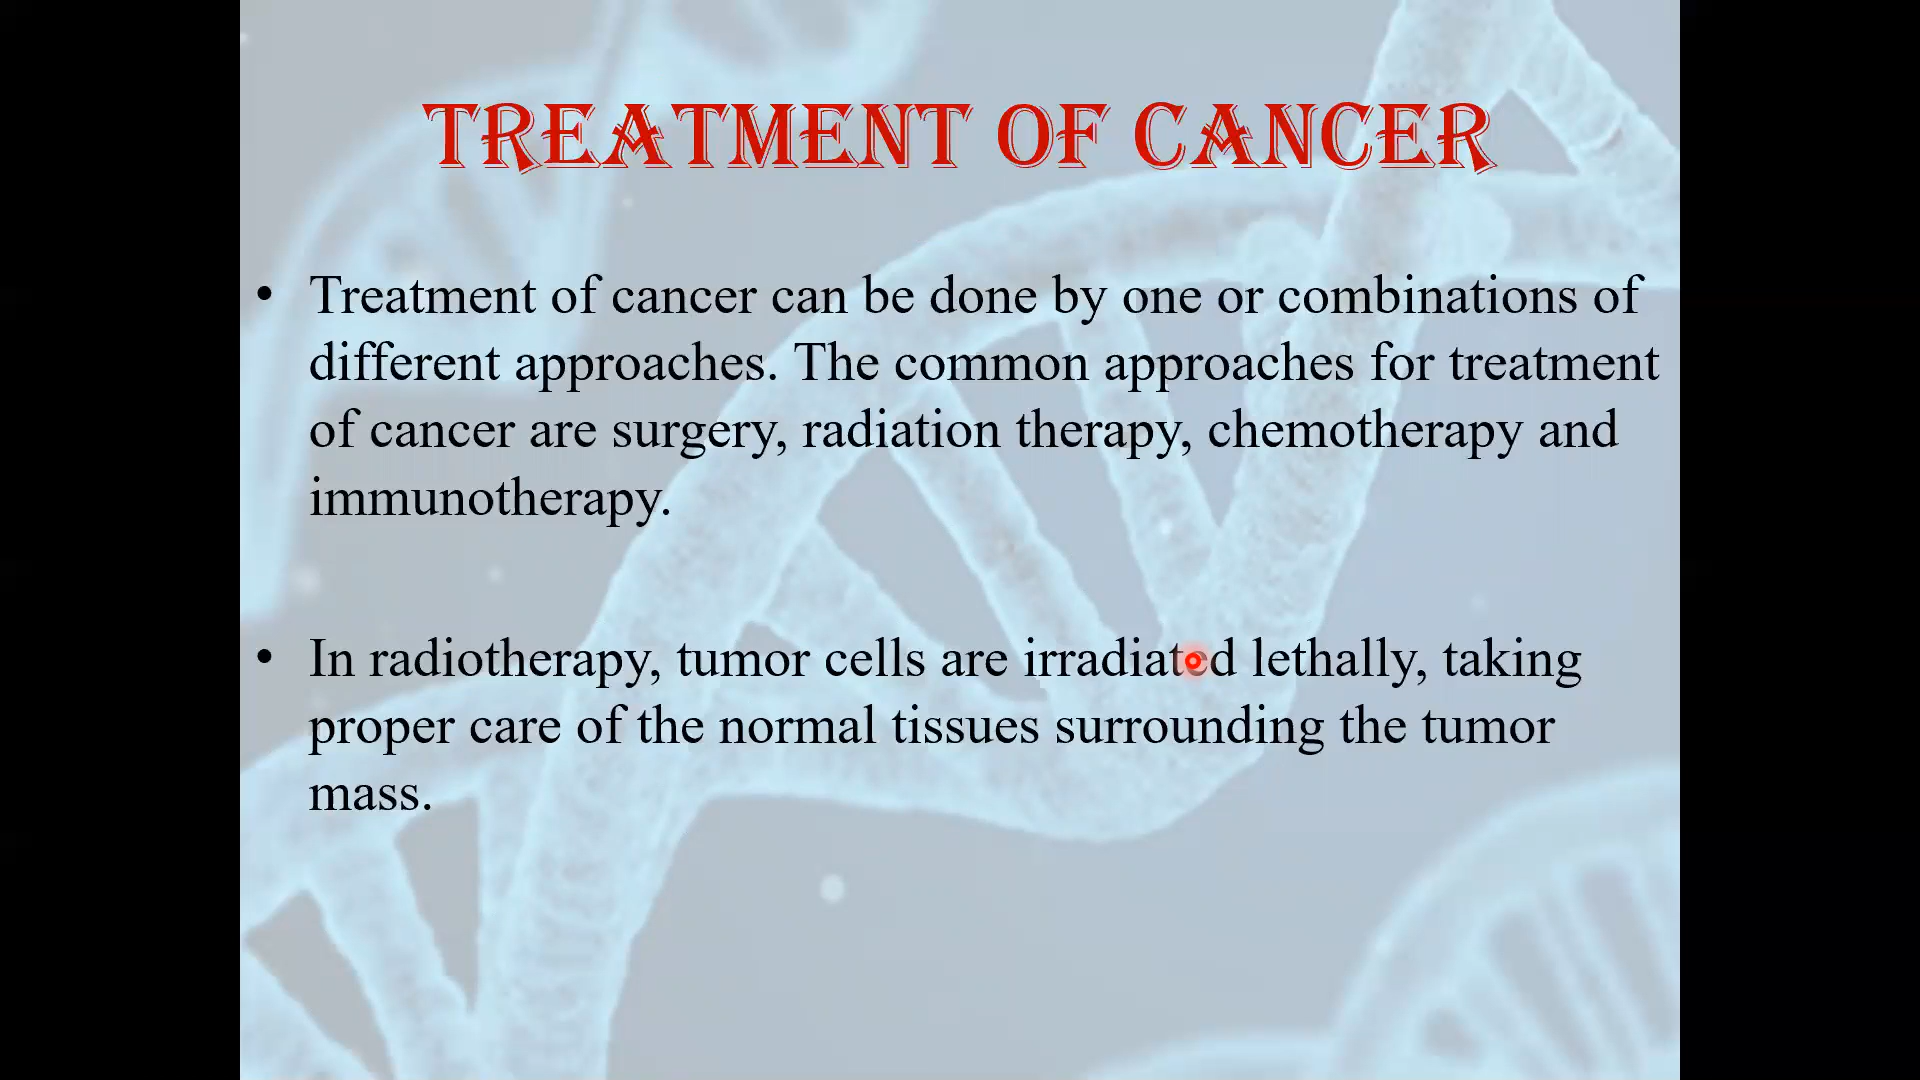 TREATMENT OF CANCER
• Treatment of cancer can be done by one or combinations of
different approaches. The common approaches for treatment
of cancer are surgery, radiation therapy, chemotherapy and
immunotherapy.
• In radiotherapy, tumor cells are irradiated lethally, taking
proper care of the normal tissues surrounding the tumor
mass.